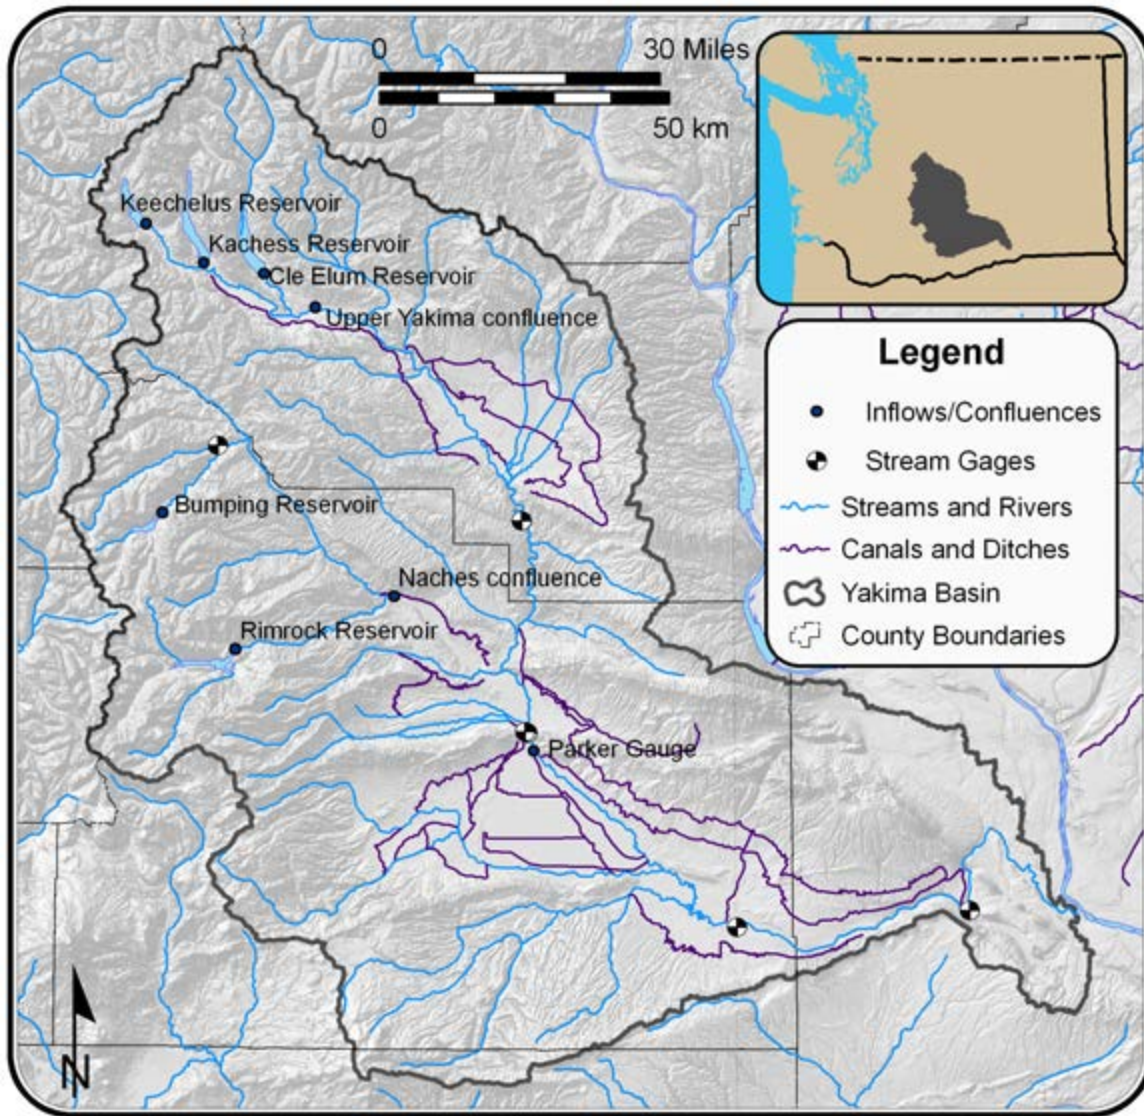 0 30 Miles
0 50 km
Keechelus Reservoir
Kachess Reservoir
Cle Elum Reservoir
Upper Yakima confluence
Bumping Reservoir
Naches confluence
Rimrock Reservoir
Parker Gauge
N
Legend
Inflows/Confluences
Stream Gages
Streams and Rivers
Canals and Ditches
Yakima Basin
County Boundaries